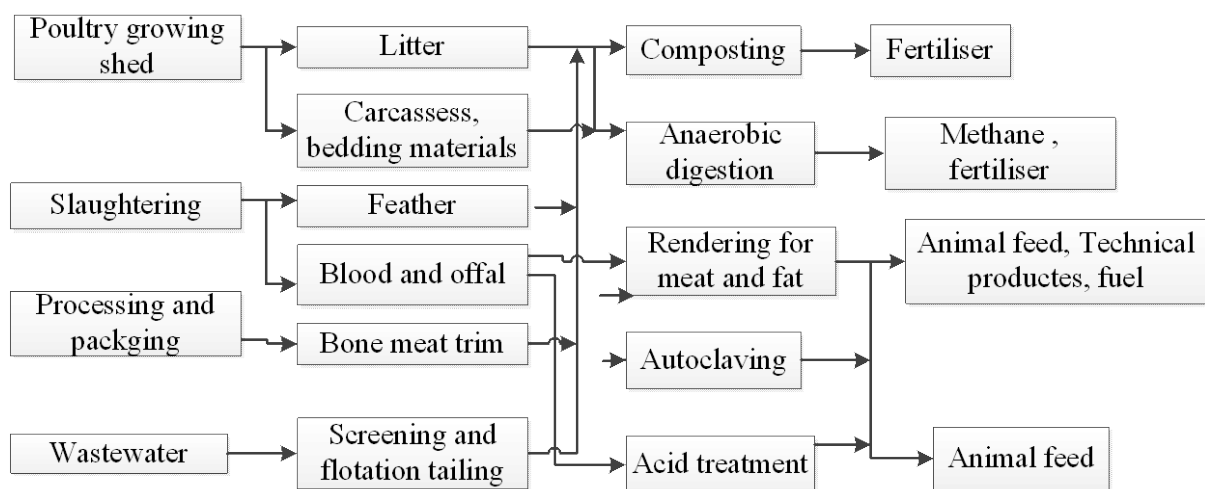 Poultry growing
shed
Litter
Composting
Fertiliser
Carcassess,
bedding materials
Anaerobic
digestion
Methane ,
fertiliser
Slaughtering
Feather
Blood and offal
Rendering for
meat and fat
Animal feed, Technical
productes, fuel
Processing and
packging
Bone meat trim
Autoclaving
Wastewater
Screening and
flotation tailing
Acid treatment
Animal feed